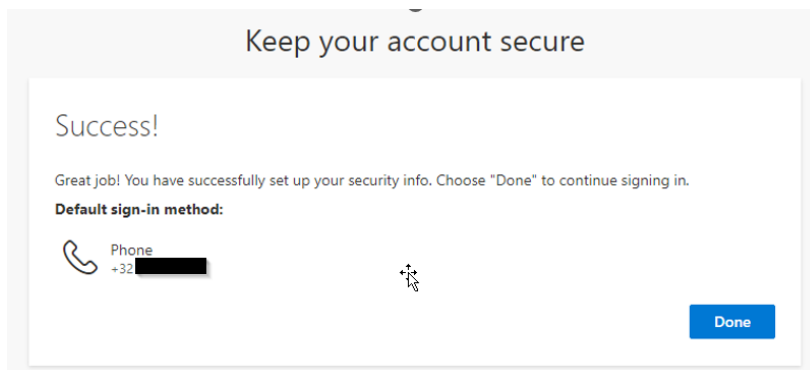 Keep your account secure
Success!
Great job! You have successfully set up your security info. Choose "Done" to continue signing in.
Default sign-in method:
Phone
+32
Done